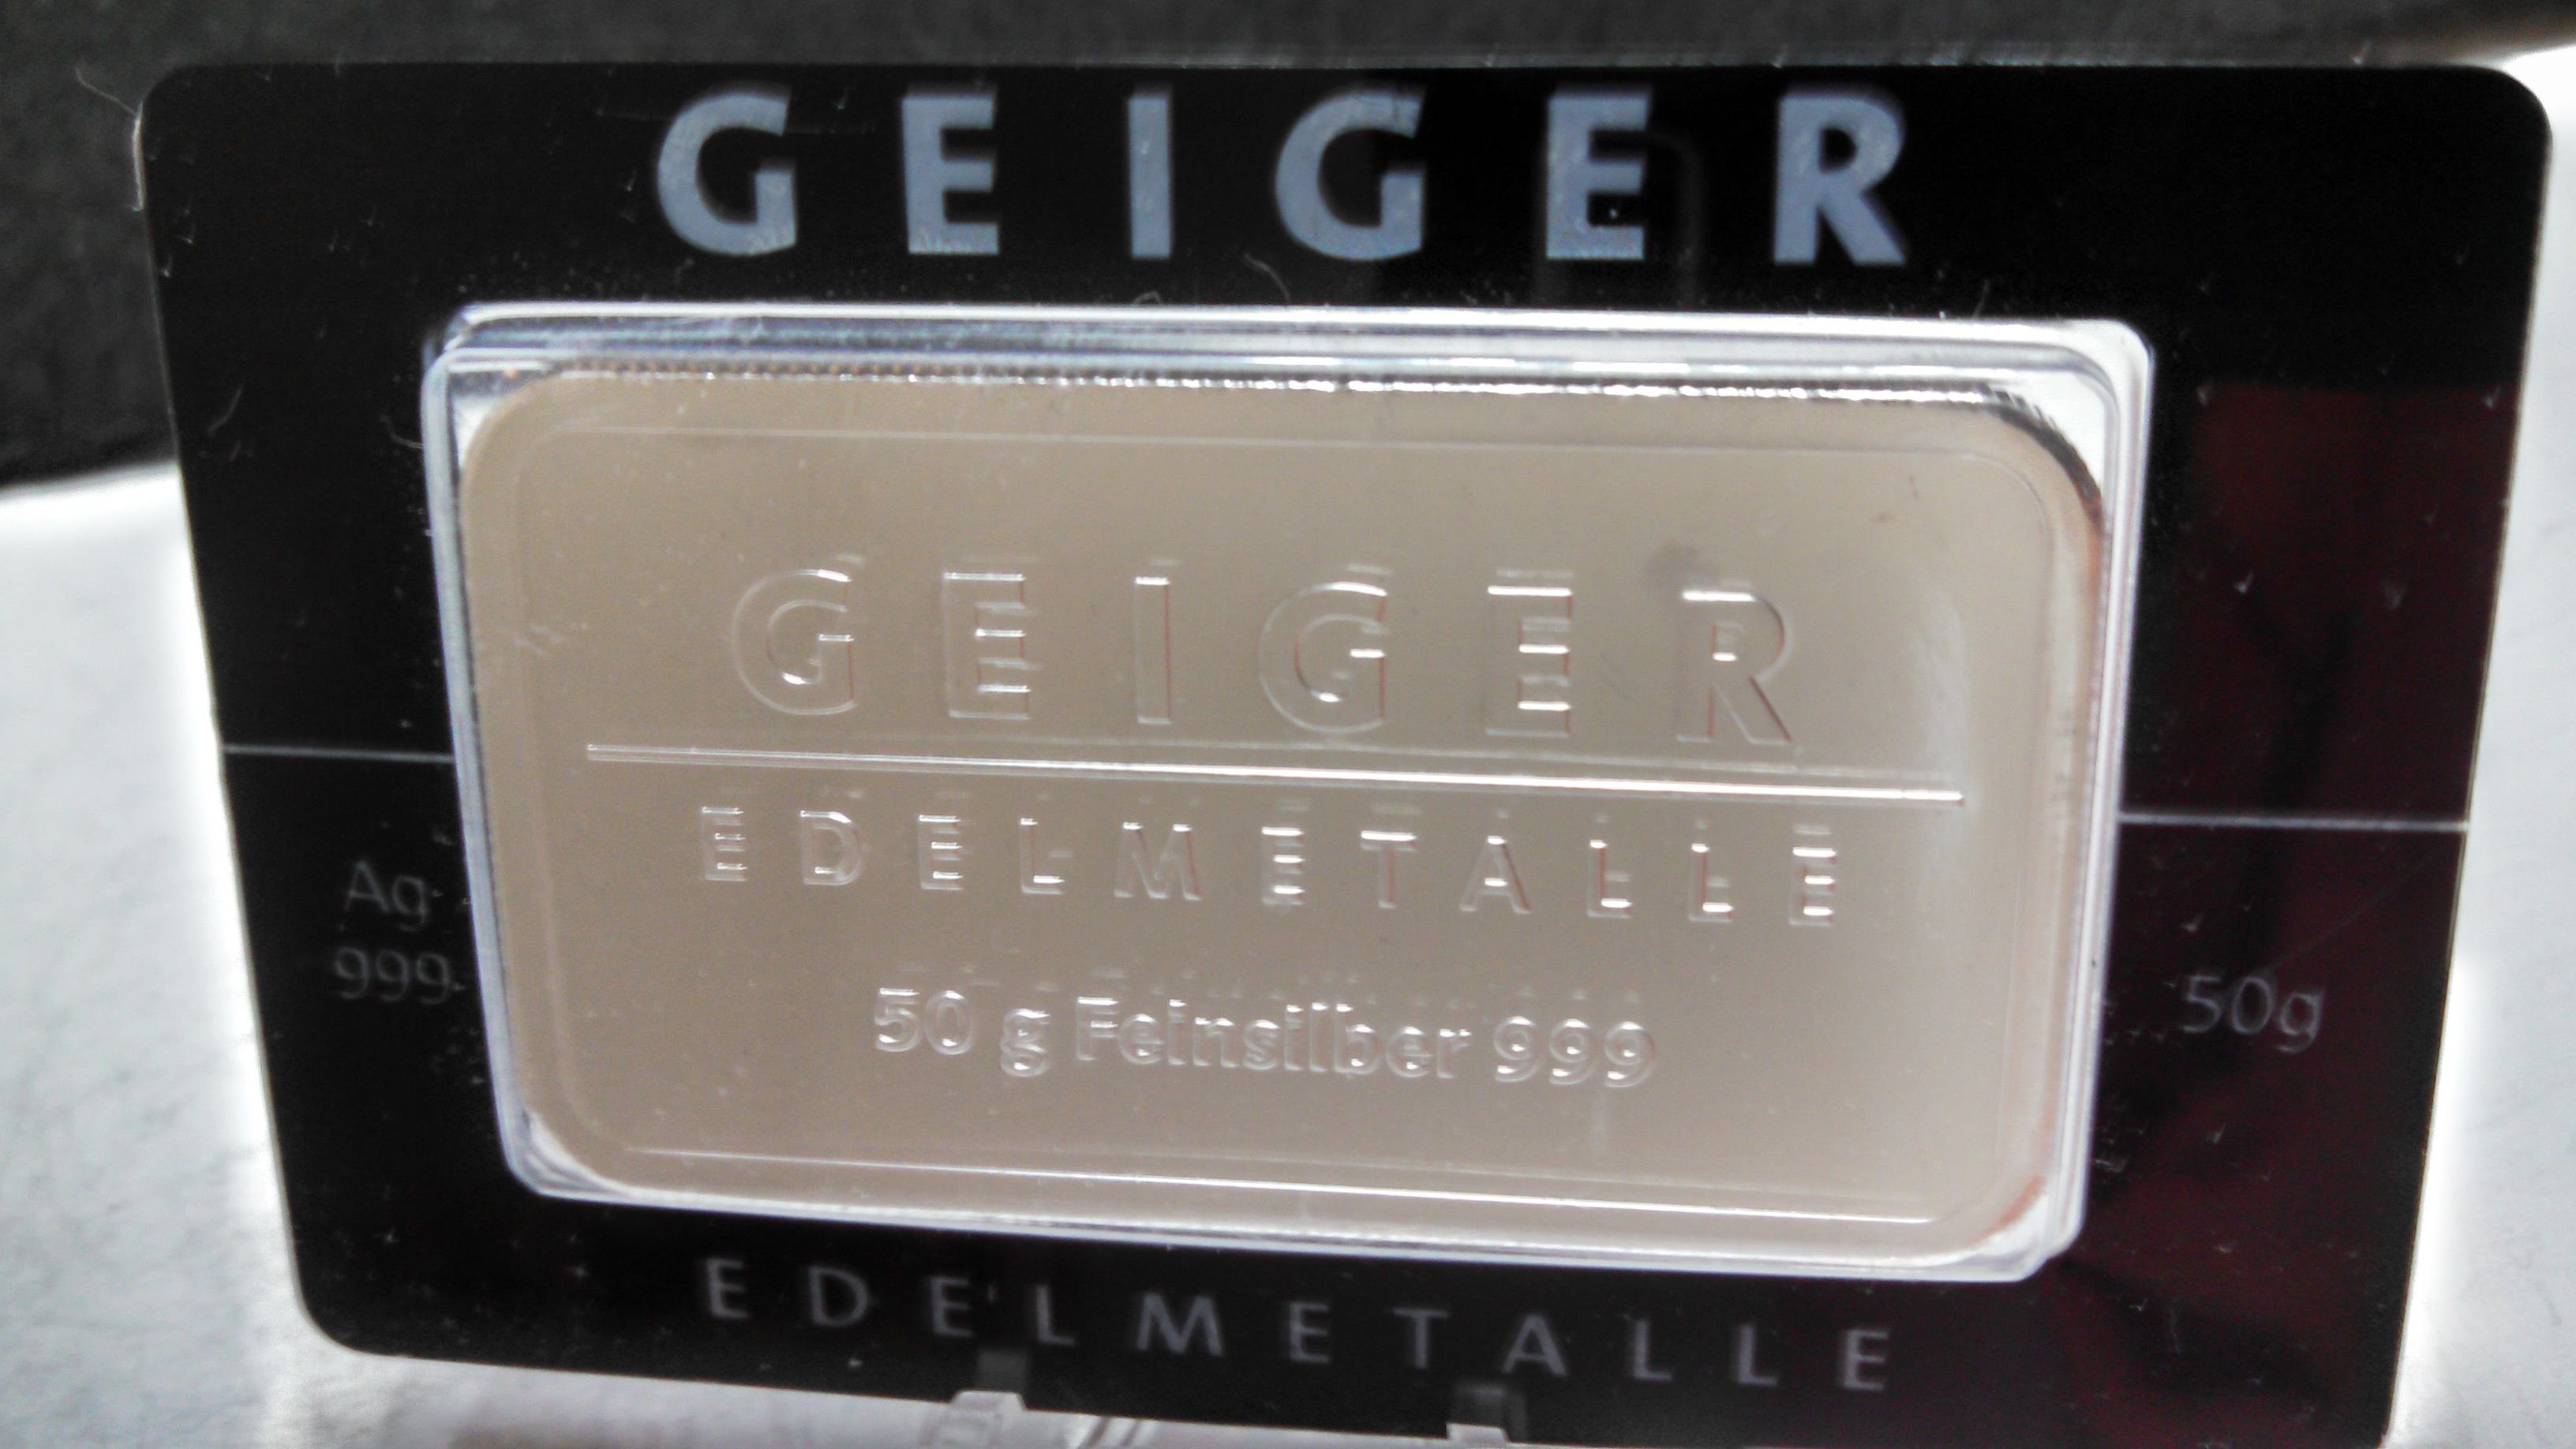 GEIGER
GEIGER
EDELMETALLE
50 g Feinsilber 999
Ag
999
50g
EDELMETALLE